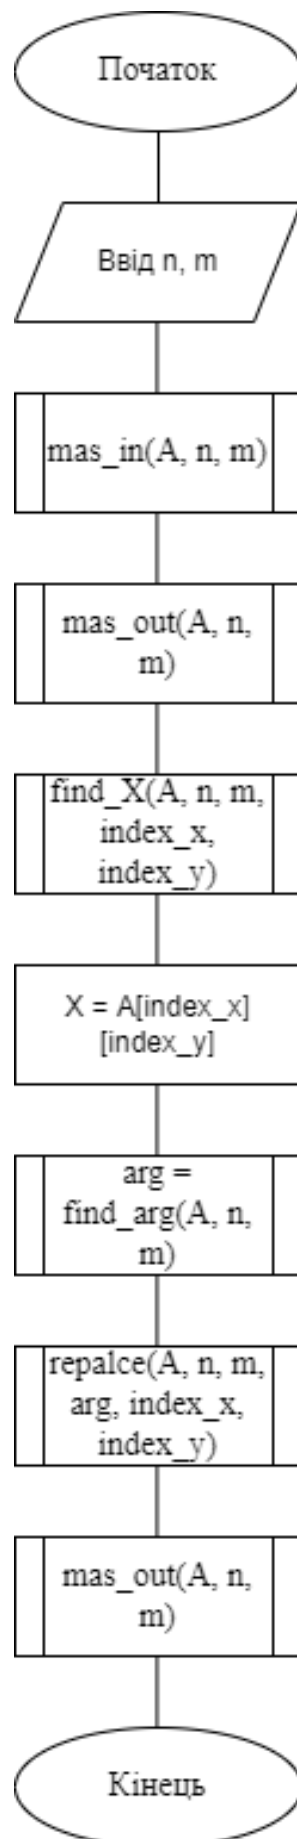 Початок
Ввід n, m
mas_in(A, n, m)
mas_out(A, n,
m)
find_X(A, n, m,
index_x,
index_y)
X = A[index_x]
[index_y]
arg =
find_arg(A, n,
m)
repalce(A, n, m,
arg, index_x,
index_y)
mas_out(A, n,
m)
Кінець